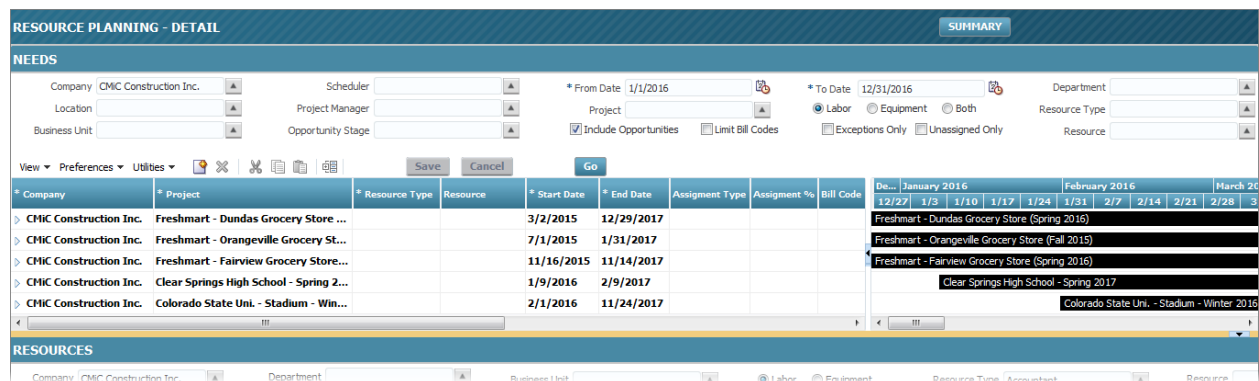 RESOURCE PLANNING - DETAIL SUMMARY
NEEDS
Company CMiC Construction Inc. Scheduler * From Date 1/1/2016 * To Date 12/31/2016 Department
Location Project Manager Project Labor Equipment Both Resource Type
Business Unit Opportunity Stage Include Opportunities Limit Bill Codes Exceptions Only Unassigned Only Resource
View Preferences Utilities Save Cancel Go
* Company * Project * Resource Type Resource * Start Date * End Date Assigment Type Assigment % Bill Code De... January 2016 February 2016 March 20
12/27 1/3 1/10 1/17 1/24 1/31 2/7 2/14 2/21 2/28 3
CMiC Construction Inc. Freshmart - Dundas Grocery Store ... 3/2/2015 12/29/2017 Freshmart - Dundas Grocery Store (Spring 2016)
CMiC Construction Inc. Freshmart - Orangeville Grocery St... 7/1/2015 1/31/2017 Freshmart - Orangeville Grocery Store (Fall 2015)
CMiC Construction Inc. Freshmart - Fairview Grocery Store... 11/16/2015 11/14/2017 Freshmart - Fairview Grocery Store (Spring 2016)
CMiC Construction Inc. Clear Springs High School - Spring 2... 1/9/2016 2/9/2017 Clear Springs High School - Spring 2017
CMiC Construction Inc. Colorado State Uni. - Stadium - Win... 2/1/2016 11/24/2017 Colorado State Uni. - Stadium - Winter 2016
RESOURCES
Company CMiC Construction Inc. Department Business Unit Labor Equipment Resource Type Accountant Resource